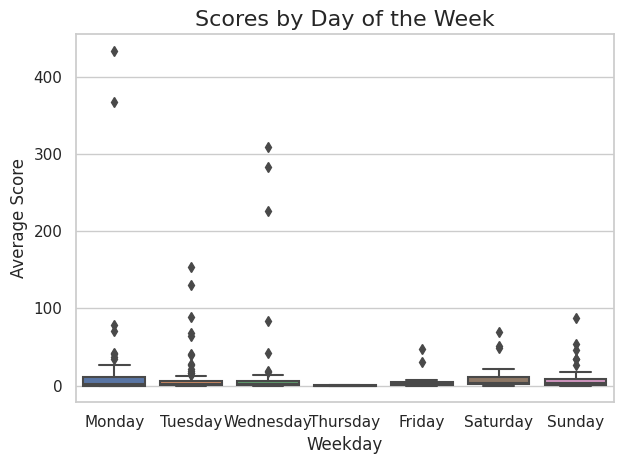 Scores by Day of the Week
Average Score
400
300
200
100
0
Monday Tuesday Wednesday Thursday Friday Saturday Sunday
Weekday